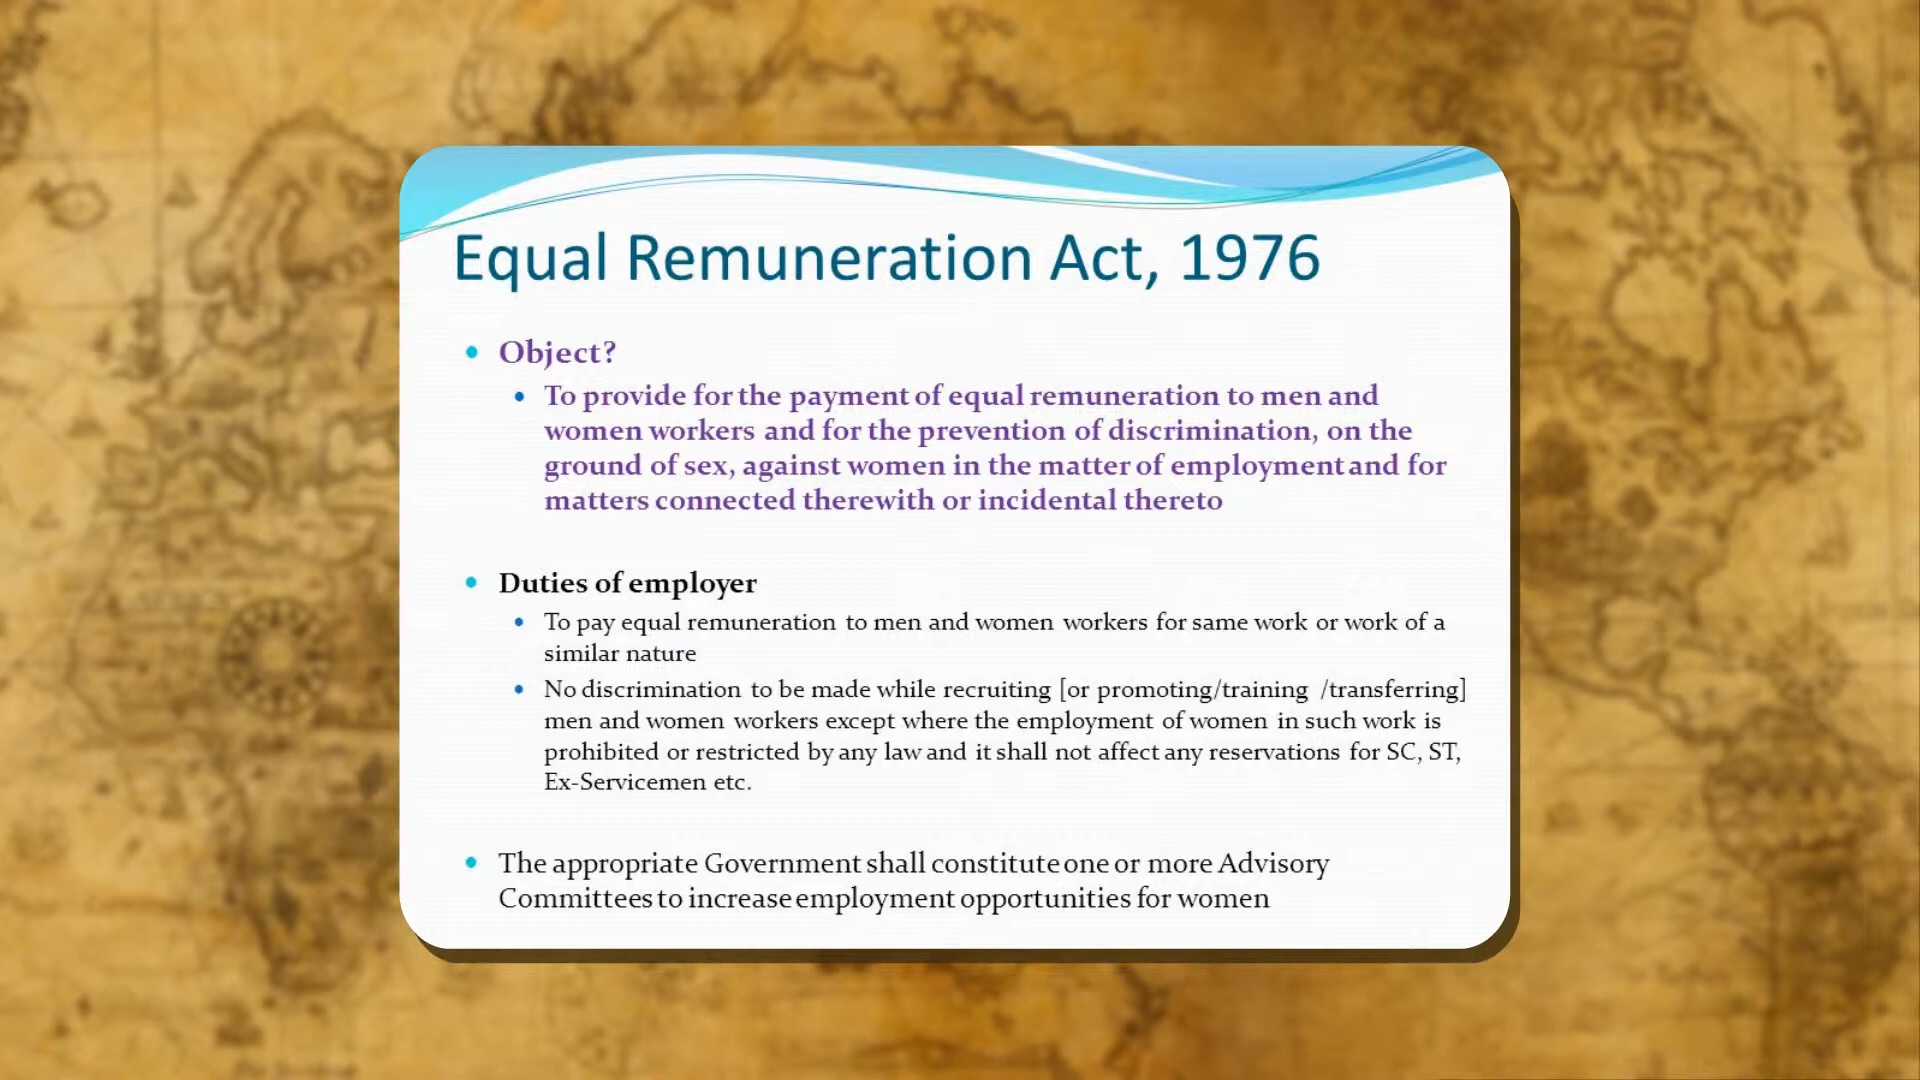 Equal Remuneration Act, 1976
Object?
To provide for the payment of equal remuneration to men and
women workers and for the prevention of discrimination, on the
ground of sex, against women in the matter of employment and for
matters connected therewith or incidental thereto
Duties of employer
To pay equal remuneration to men and women workers for same work or work of a
similar nature
No discrimination to be made while recruiting [or promoting/training /transferring]
men and women workers except where the employment of women in such work is
prohibited or restricted by any law and it shall not affect any reservations for SC, ST,
Ex-Servicemen etc.
The appropriate Government shall constitute one or more Advisory
Committees to increase employment opportunities for women